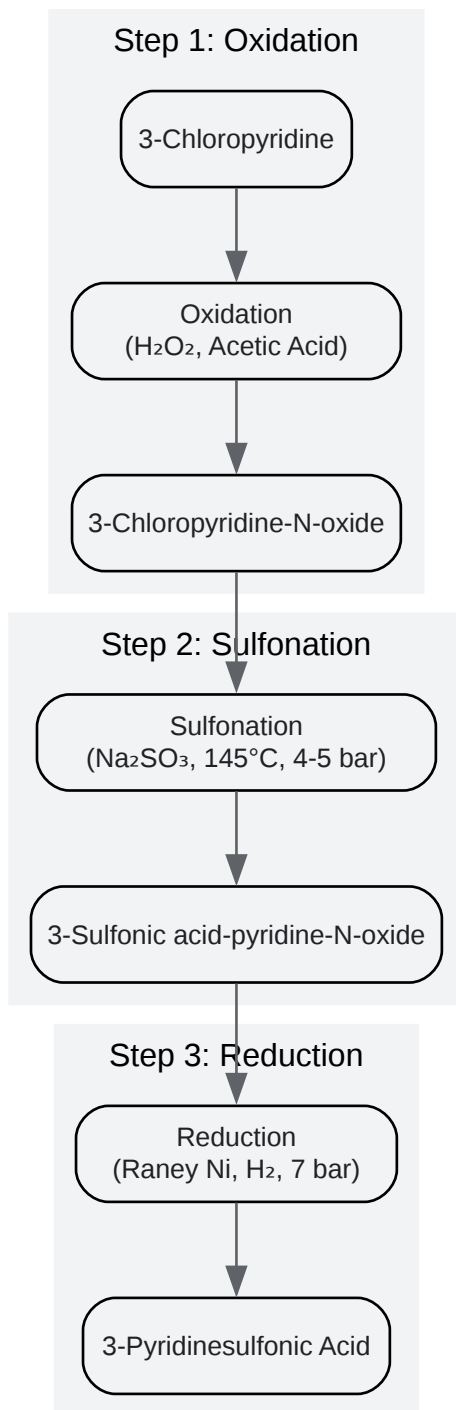 Step 1: Oxidation
3-Chloropyridine
Oxidation
(H₂O₂, Acetic Acid)
3-Chloropyridine-N-oxide
Step 2: Sulfonation
Sulfonation
(Na₂SO₃, 145°C, 4-5 bar)
3-Sulfonic acid-pyridine-N-oxide
Step 3: Reduction
Reduction
(Raney Ni, H₂, 7 bar)
3-Pyridinesulfonic Acid